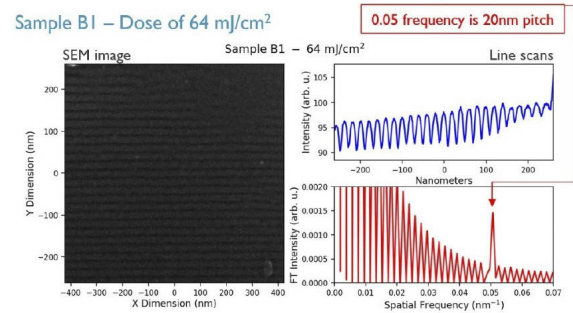 Sample B1 – Dose of 64 mJ/cm²
0.05 frequency is 20nm pitch
Sample B1 − 64 mJ/cm²
SEM image
Line scans
200
100
0
−100
−200
Y Dimension (nm)
−400 −300 −200 −100 0 100 200 300 400
X Dimension (nm)
105
100
95
90
Intensity (arb. u.)
−200 −100 0 100 200
Nanometers
0.0020
0.0015
0.0010
0.0005
0.0000
FT Intensity (arb. u.)
0.00 0.01 0.02 0.03 0.04 0.05 0.06 0.07
Spatial Frequency (nm⁻¹)